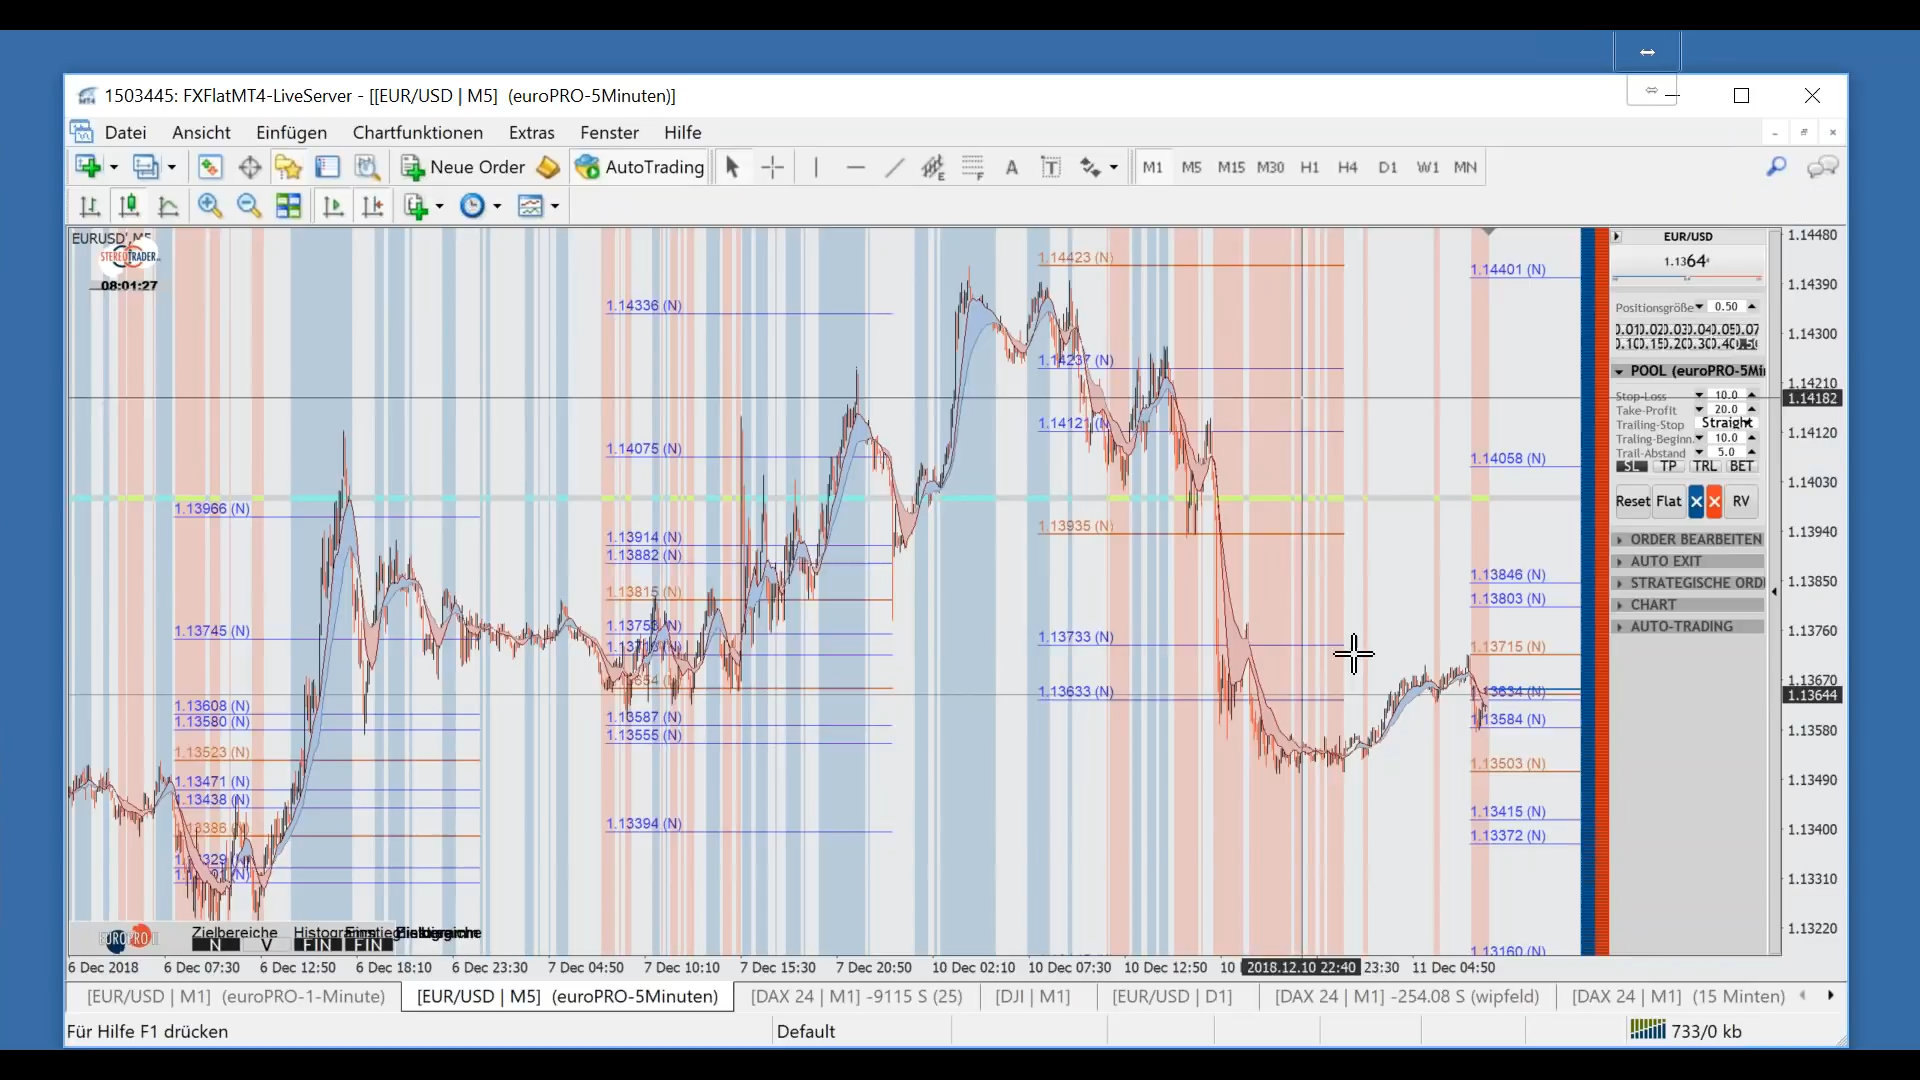 1503445: FXFlatMT4-LiveServer - [[EUR/USD | M5] (euroPRO-5Minuten)]
Datei Ansicht Einfügen Chartfunktionen Extras Fenster Hilfe
Neue Order AutoTrading M1 M5 M15 M30 H1 H4 D1 W1 MN
STEREOTRADER
08:01:27
1.14423 (N)
1.14401 (N)
1.14336 (N)
1.14237 (N)
1.14121 (N)
1.14075 (N)
1.14058 (N)
1.13966 (N)
1.13935 (N)
1.13914 (N)
1.13882 (N)
1.13846 (N)
1.13815 (N)
1.13803 (N)
1.13745 (N)
1.13733 (N)
1.13715 (N)
1.13633 (N)
1.13608 (N)
1.13587 (N)
1.13584 (N)
1.13580 (N)
1.13555 (N)
1.13523 (N)
1.13503 (N)
1.13471 (N)
1.13438 (N)
1.13415 (N)
1.13394 (N)
1.13386 (N)
1.13372 (N)
1.13160 (N)
EUR/USD
1.1364
Positionsgröße 0.50
POOL (euroPRO-5Mi
Stop-Loss 10.0
Take-Profit 20.0
Trailing-Stop Straight
Traling-Beginn. 10.0
Trail-Abstand 5.0
SL TP TRL BET
Reset Flat X X RV
ORDER BEARBEITEN
AUTO EXIT
STRATEGISCHE ORD
CHART
AUTO-TRADING
1.14480
1.14390
1.14300
1.14210
1.14182
1.14120
1.14030
1.13940
1.13850
1.13760
1.13670
1.13644
1.13580
1.13490
1.13400
1.13310
1.13220
EUROPRO
Zielbereiche
N V FIN FIN
6 Dec 2018 6 Dec 07:30 6 Dec 12:50 6 Dec 18:10 6 Dec 23:30 7 Dec 04:50 7 Dec 10:10 7 Dec 15:30 7 Dec 20:50 10 Dec 02:10 10 Dec 07:30 10 Dec 12:50 10 2018.12.10 22:40 23:30 11 Dec 04:50
[EUR/USD | M1] (euroPRO-1-Minute) [EUR/USD | M5] (euroPRO-5Minuten) [DAX 24 | M1] -9115 S (25) [DJI | M1] [EUR/USD | D1] [DAX 24 | M1] -254.08 S (wipfeld) [DAX 24 | M1] (15 Minten)
Für Hilfe F1 drücken Default 733/0 kb